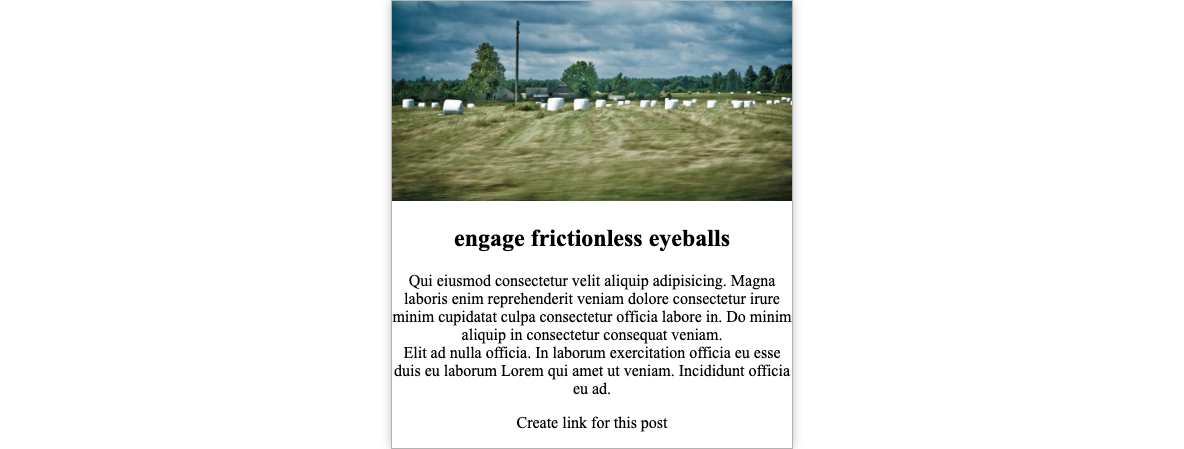 engage frictionless eyeballs
Qui eiusmod consectetur velit aliquip adipisicing. Magna
laboris enim reprehenderit veniam dolore consectetur irure
minim cupidatat culpa consectetur officia labore in. Do minim
aliquip in consectetur consequat veniam.
Elit ad nulla officia. In laborum exercitation officia eu esse
duis eu laborum Lorem qui amet ut veniam. Incididunt officia
eu ad.
Create link for this post